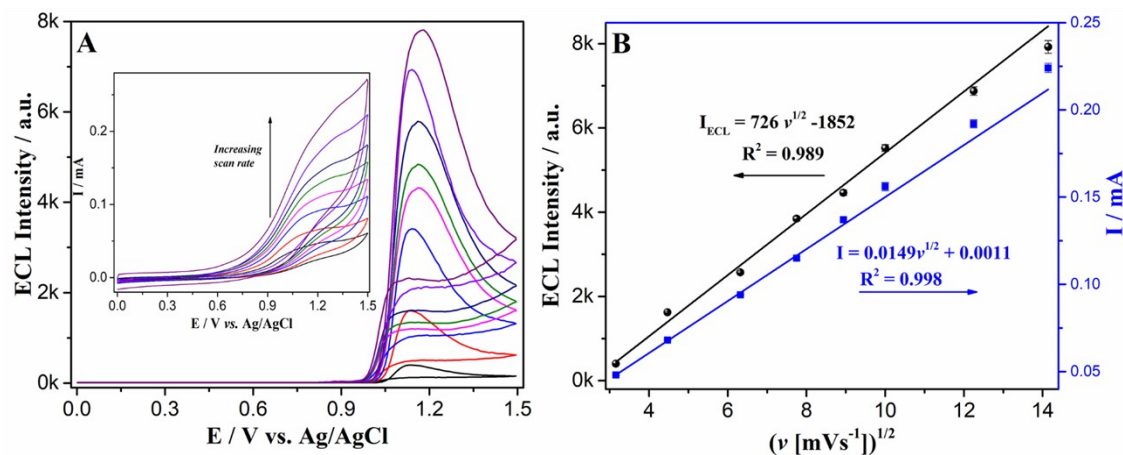 A
8k
6k
4k
2k
0k
ECL Intensity / a.u.
0.0
0.3
0.6
0.9
1.2
1.5
E / V vs. Ag/AgCl
0.2
0.1
0.0
I / mA
Increasing
scan rate
0.0
0.3
0.6
0.9
1.2
1.5
E / V vs. Ag/AgCl
B
8k
6k
4k
2k
0k
ECL Intensity / a.u.
I_ECL = 726 ν^1/2 -1852
R² = 0.989
I = 0.0149ν^1/2 + 0.0011
R² = 0.998
0.25
0.20
0.15
0.10
0.05
I / mA
4
6
8
10
12
14
(ν [mVs⁻¹])^1/2